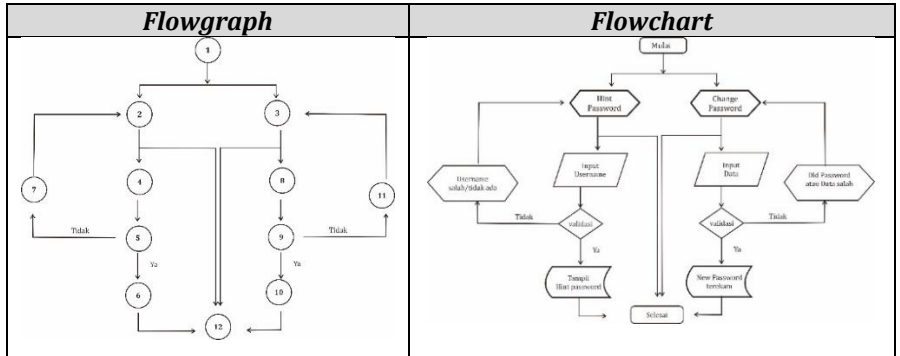 Flowgraph
Flowchart
1
2
3
4
8
7
11
5
9
Tidak
Tidak
Ya
Ya
6
10
12
Mulai
Hint
Password
Change
Password
Input
Username
Input
Data
Username
salah/tidak ada
Old Password
atau Data salah
Tidak
validasi
validasi
Tidak
Ya
Ya
Tampil
Hint password
New Password
terekam
Selesai